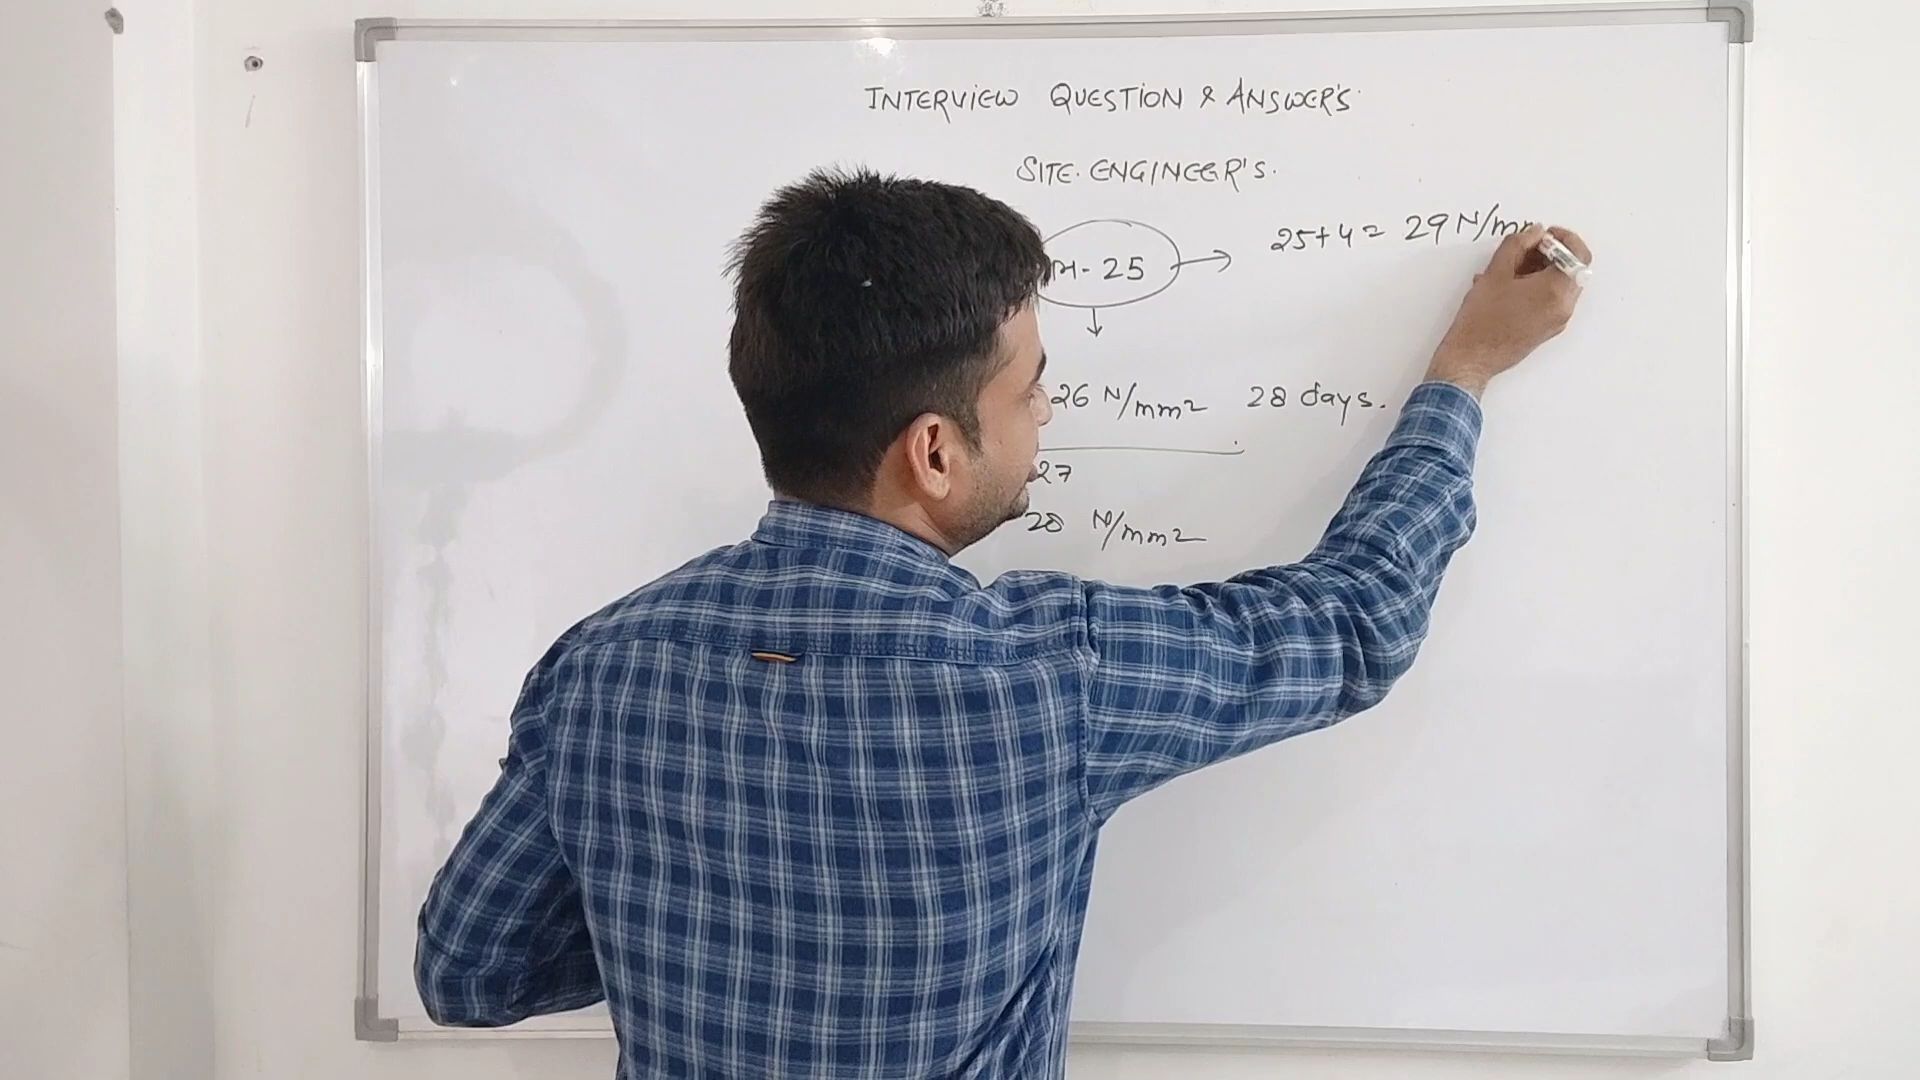 INTERVIEW QUESTION & ANSWER'S
SITE. ENGINEER'S.
M-25 → 25+4= 29 N/mm
↓
26 N/mm2 28 days.
27
28 N/mm2